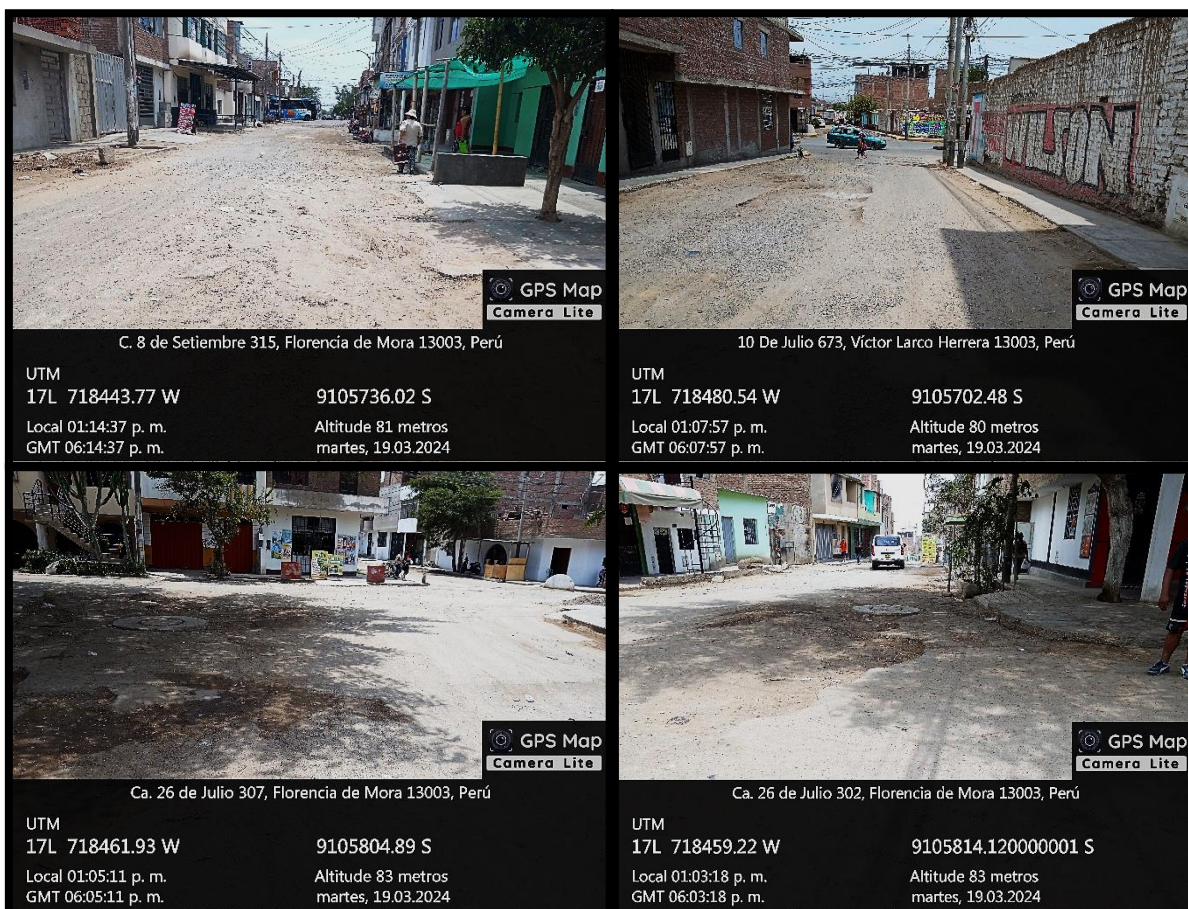 GPS Map
Camera Lite
C. 8 de Setiembre 315, Florencia de Mora 13003, Perú
UTM
17L 718443.77 W 9105736.02 S
Local 01:14:37 p. m. Altitude 81 metros
GMT 06:14:37 p. m. martes, 19.03.2024
GPS Map
Camera Lite
10 De Julio 673, Víctor Larco Herrera 13003, Perú
UTM
17L 718480.54 W 9105702.48 S
Local 01:07:57 p. m. Altitude 80 metros
GMT 06:07:57 p. m. martes, 19.03.2024
GPS Map
Camera Lite
Ca. 26 de Julio 307, Florencia de Mora 13003, Perú
UTM
17L 718461.93 W 9105804.89 S
Local 01:05:11 p. m. Altitude 83 metros
GMT 06:05:11 p. m. martes, 19.03.2024
GPS Map
Camera Lite
Ca. 26 de Julio 302, Florencia de Mora 13003, Perú
UTM
17L 718459.22 W 9105814.120000001 S
Local 01:03:18 p. m. Altitude 83 metros
GMT 06:03:18 p. m. martes, 19.03.2024